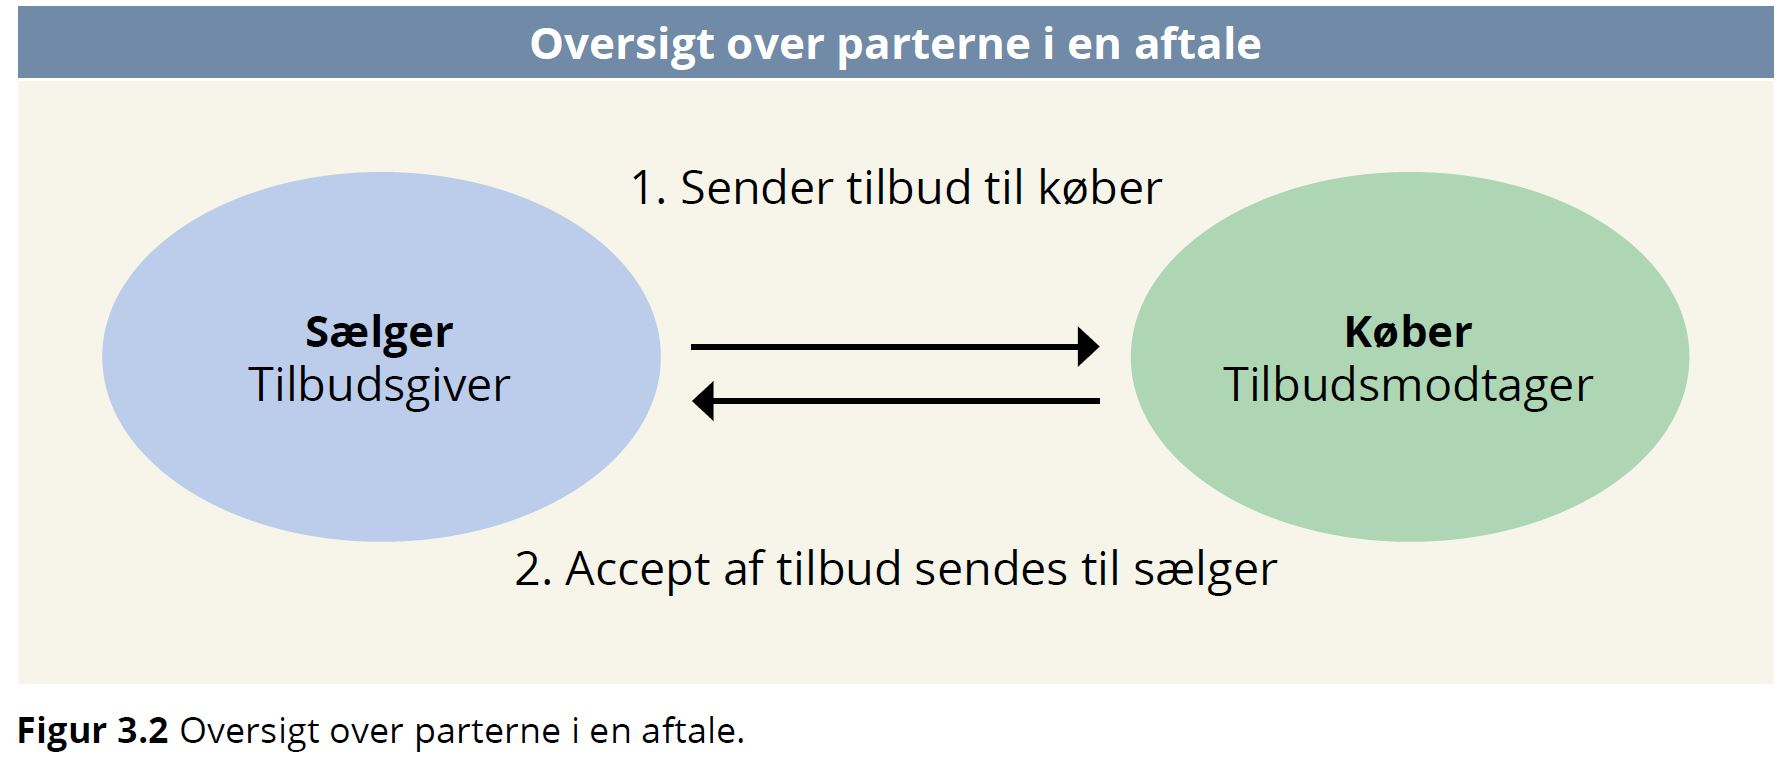 Oversigt over parterne i en aftale
1. Sender tilbud til køber
Sælger
Tilbudsgiver
Køber
Tilbudsmodtager
2. Accept af tilbud sendes til sælger
Figur 3.2 Oversigt over parterne i en aftale.